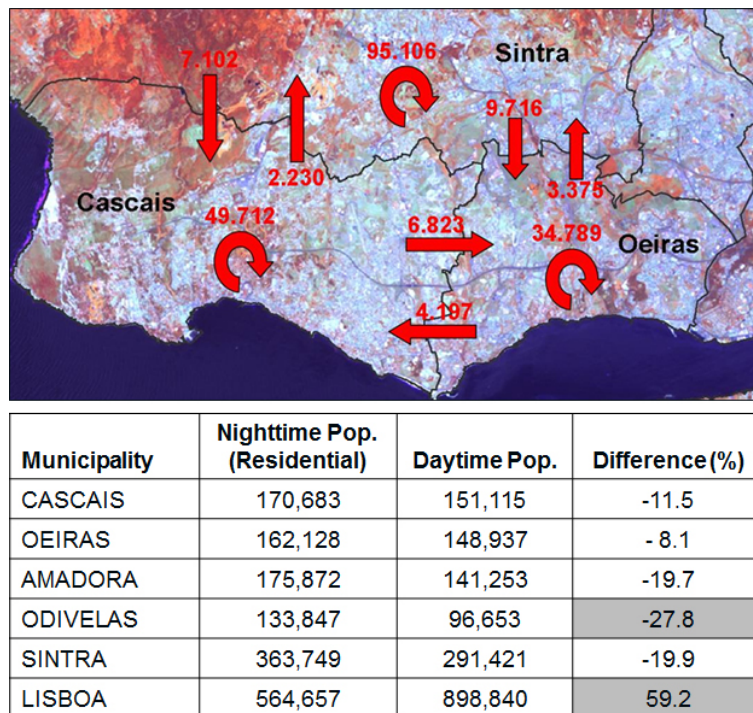 95.106
Sintra
7.102
9.716
2.230
3.375
Cascais
49.712
6.823
34.789
Oeiras
4.197
Municipality Nighttime Pop. (Residential) Daytime Pop. Difference (%)
CASCAIS 170,683 151,115 -11.5
OEIRAS 162,128 148,937 - 8.1
AMADORA 175,872 141,253 -19.7
ODIVELAS 133,847 96,653 -27.8
SINTRA 363,749 291,421 -19.9
LISBOA 564,657 898,840 59.2